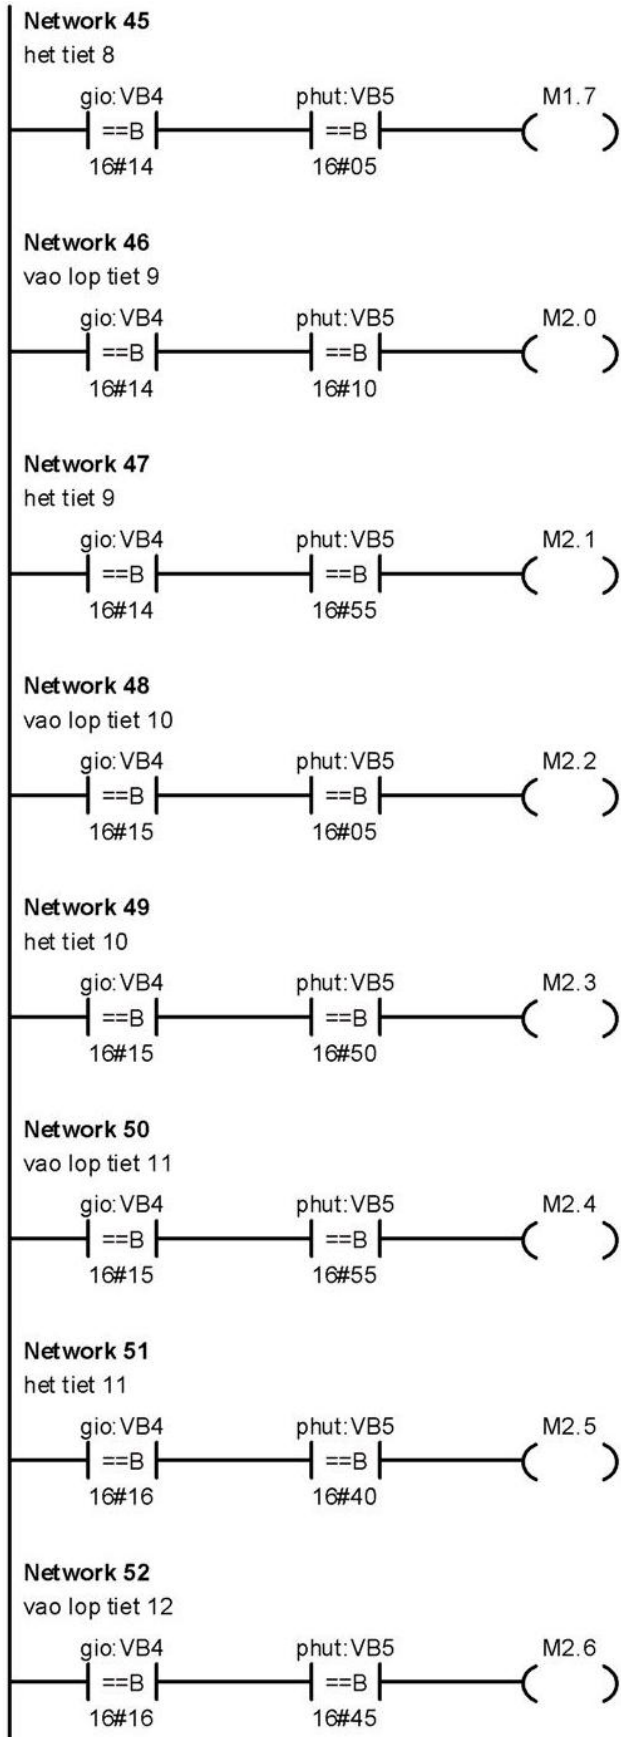 Network 45
het tiet 8
gio:VB4 phut:VB5 M1.7
==B ==B
16#14 16#05
Network 46
vao lop tiet 9
gio:VB4 phut:VB5 M2.0
==B ==B
16#14 16#10
Network 47
het tiet 9
gio:VB4 phut:VB5 M2.1
==B ==B
16#14 16#55
Network 48
vao lop tiet 10
gio:VB4 phut:VB5 M2.2
==B ==B
16#15 16#05
Network 49
het tiet 10
gio:VB4 phut:VB5 M2.3
==B ==B
16#15 16#50
Network 50
vao lop tiet 11
gio:VB4 phut:VB5 M2.4
==B ==B
16#15 16#55
Network 51
het tiet 11
gio:VB4 phut:VB5 M2.5
==B ==B
16#16 16#40
Network 52
vao lop tiet 12
gio:VB4 phut:VB5 M2.6
==B ==B
16#16 16#45